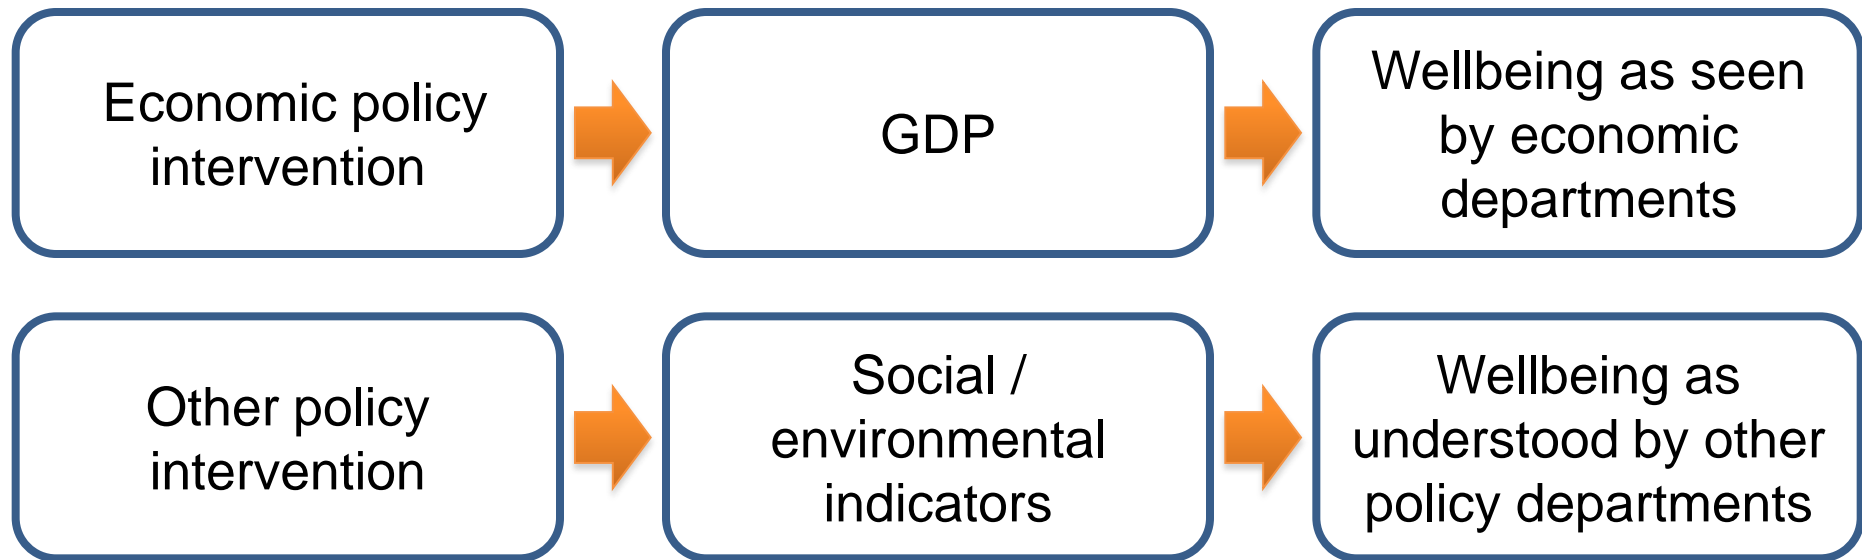 Economic policy
intervention
GDP
Wellbeing as seen
by economic
departments
Other policy
intervention
Social /
environmental
indicators
Wellbeing as
understood by other
policy departments